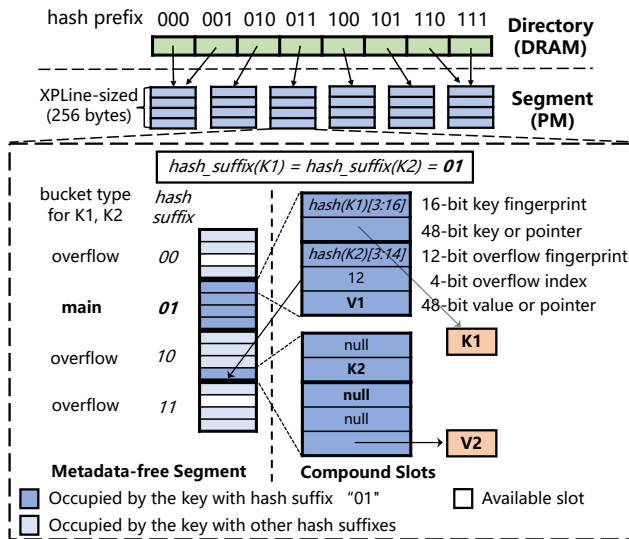 hash prefix 000 001 010 011 100 101 110 111
Directory
(DRAM)
XPLine-sized
(256 bytes)
Segment
(PM)
hash_suffix(K1) = hash_suffix(K2) = 01
bucket type
for K1, K2
hash
suffix
overflow 00
main 01
overflow 10
overflow 11
hash(K1)[3:16] 16-bit key fingerprint
48-bit key or pointer
hash(K2)[3:14] 12-bit overflow fingerprint
12 4-bit overflow index
V1 48-bit value or pointer
K1
null
K2
null
null
V2
Metadata-free Segment Compound Slots
Occupied by the key with hash suffix “01"
Available slot
Occupied by the key with other hash suffixes